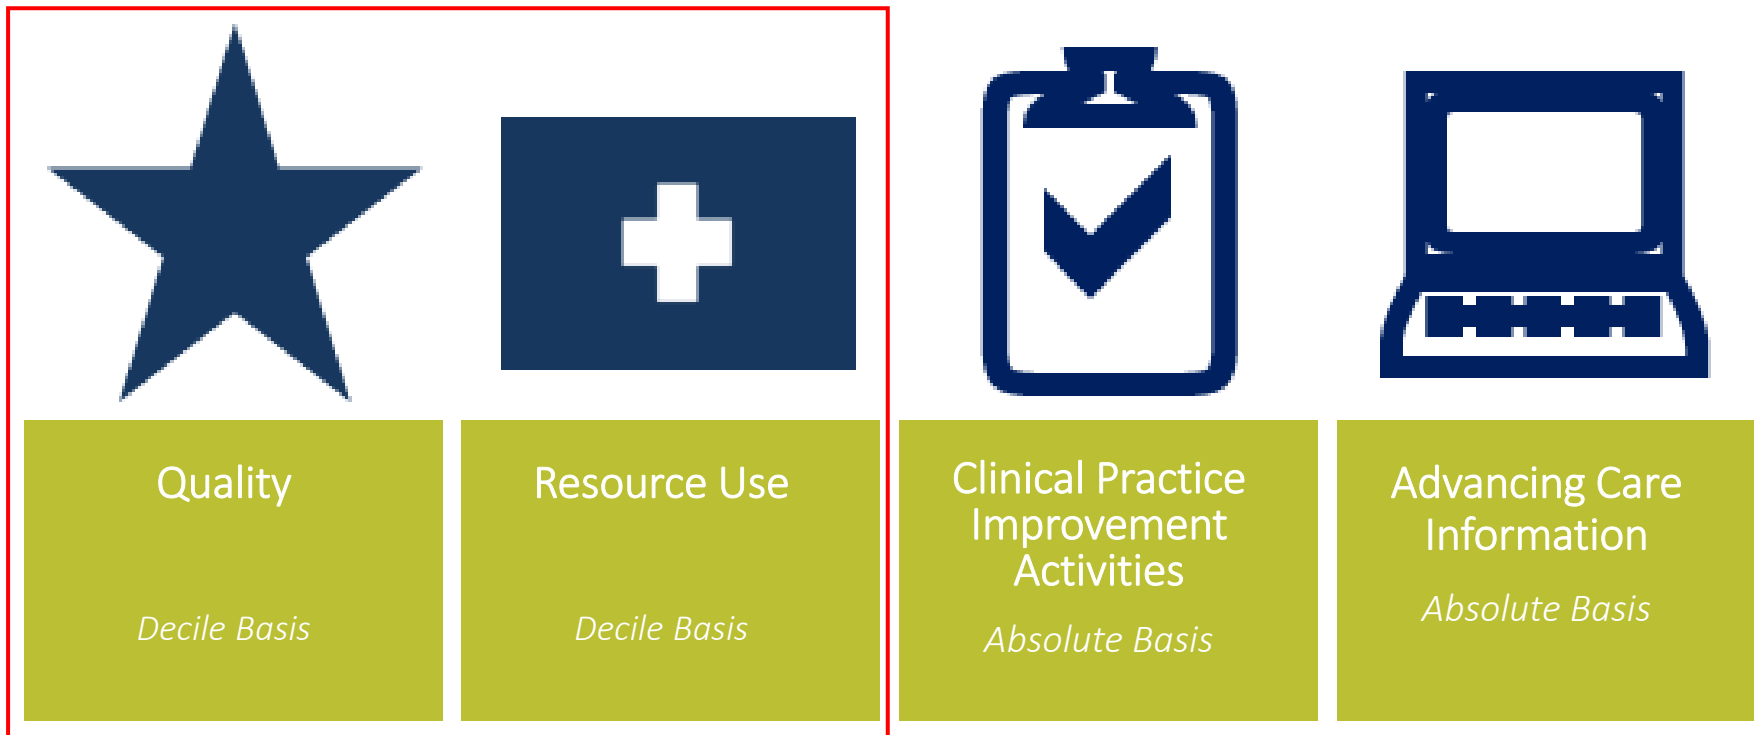 Quality
Decile Basis
Resource Use
Decile Basis
Clinical Practice
Improvement
Activities
Absolute Basis
Advancing Care
Information
Absolute Basis